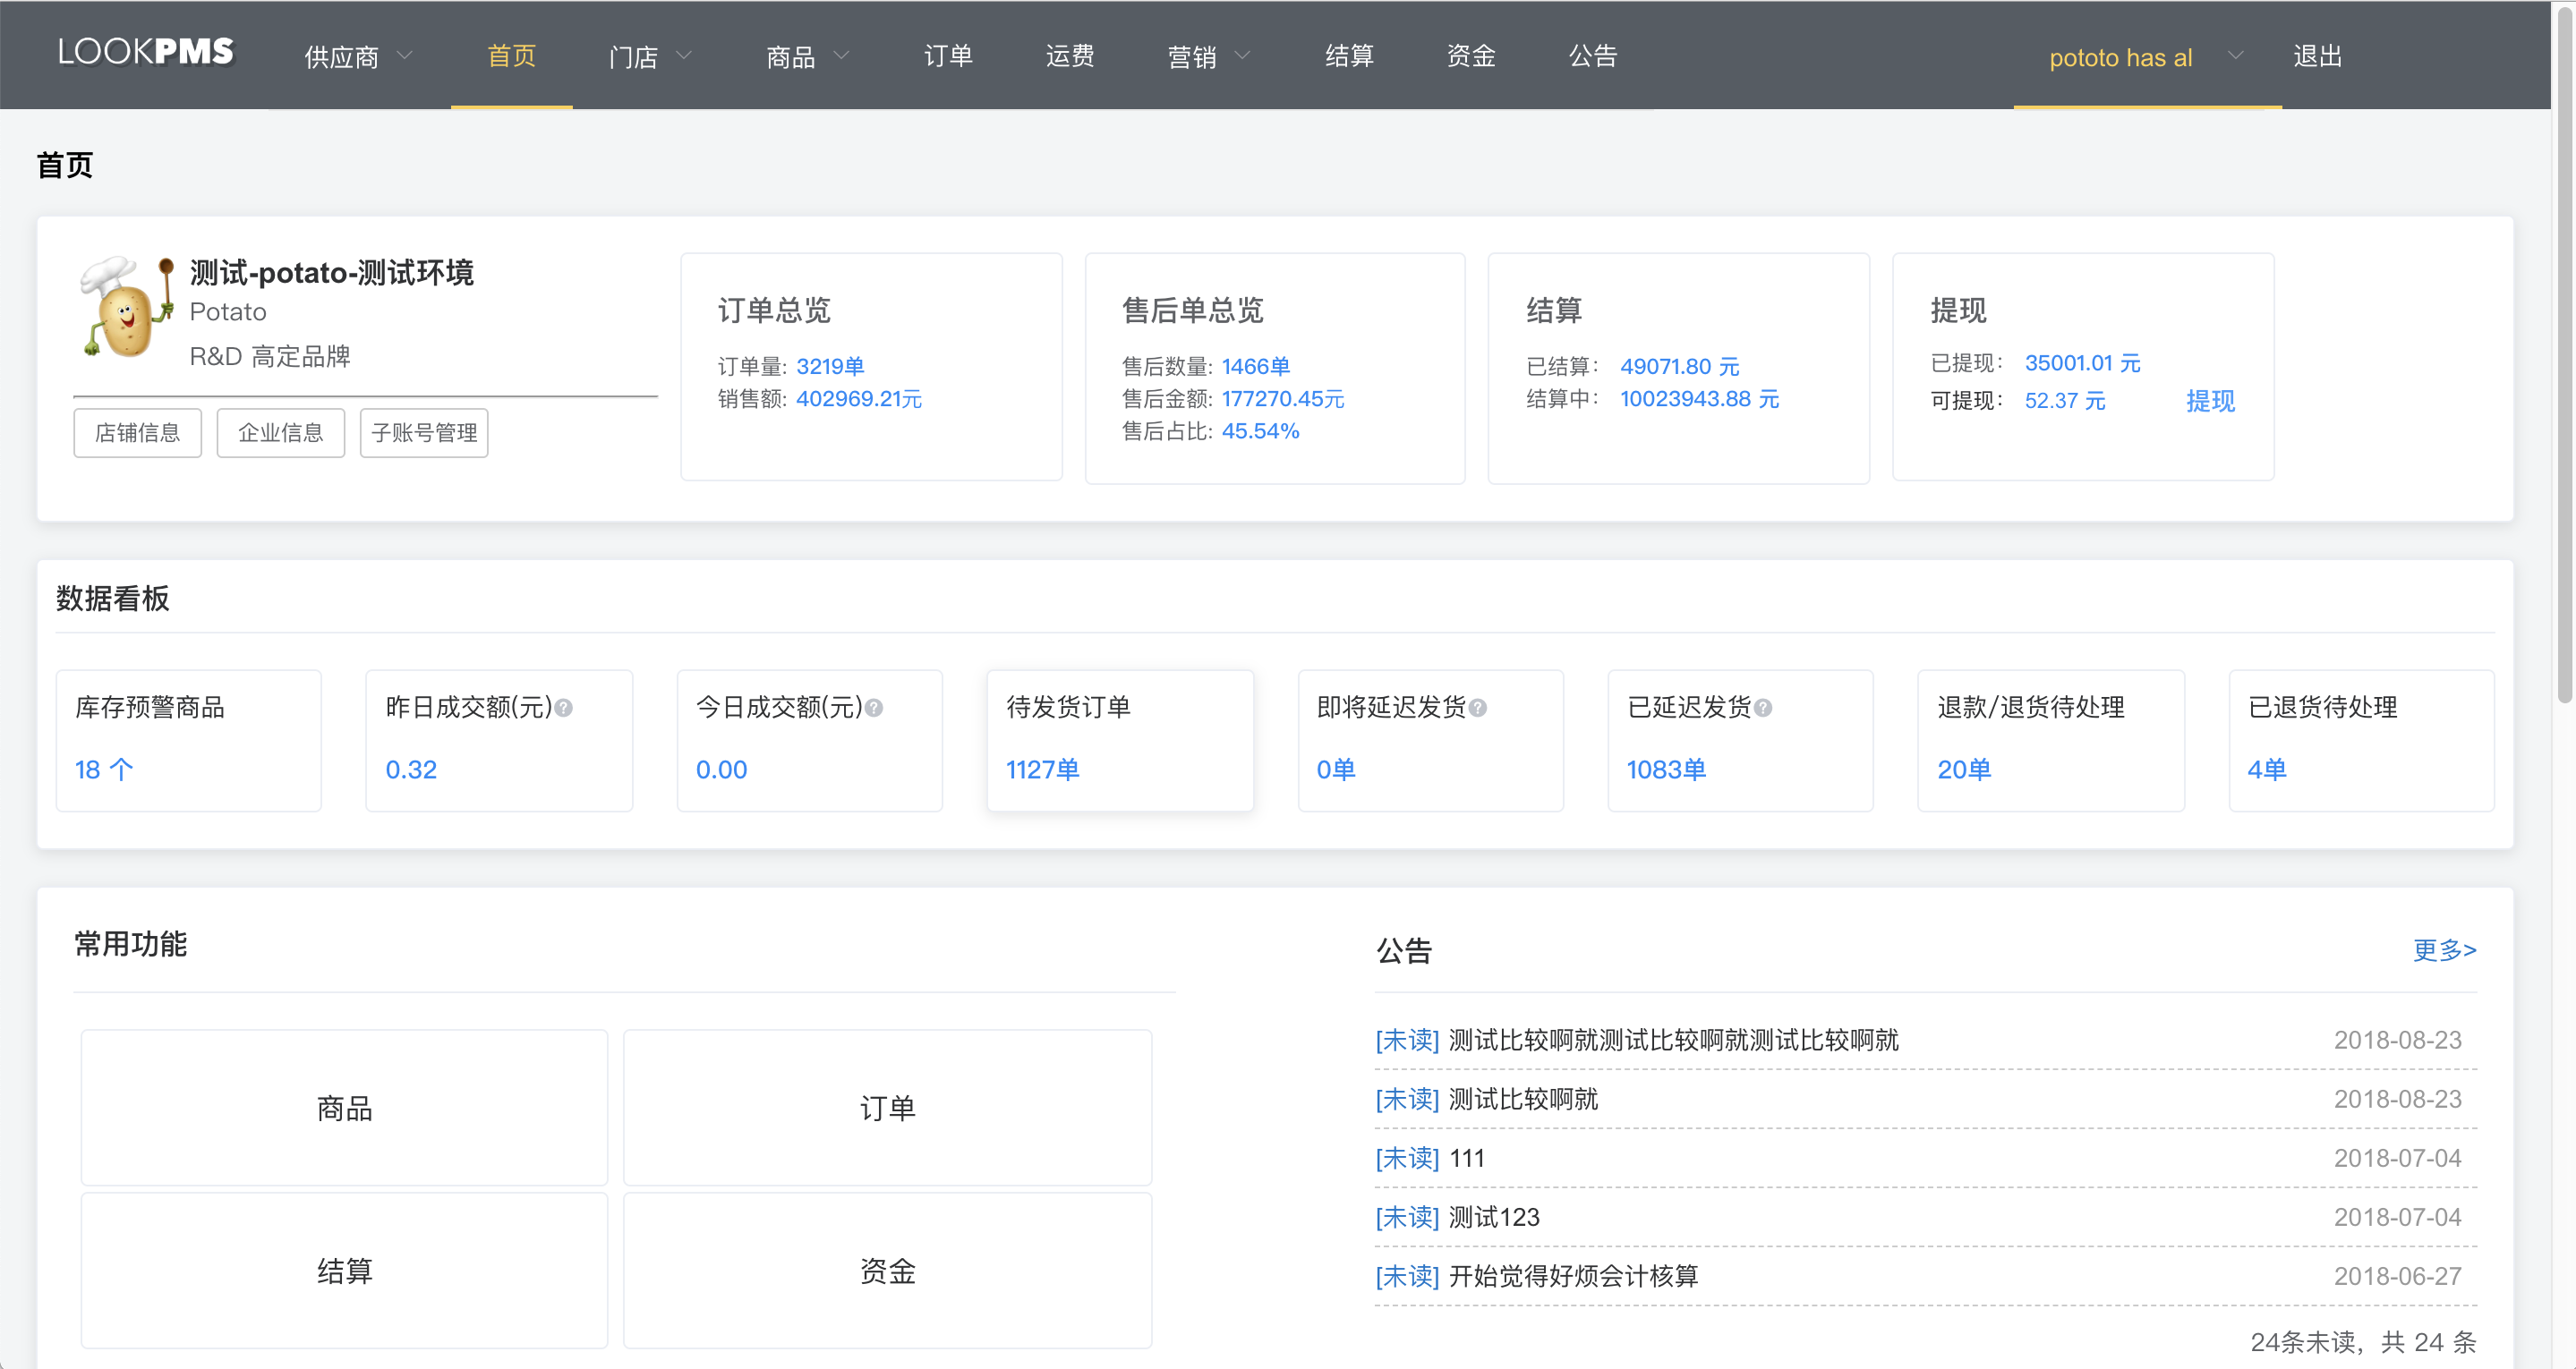 LOOKPMS 供应商 首页 门店 商品 订单 运费 营销 结算 资金 公告 pototo has al 退出
首页
测试-potato-测试环境
Potato
R&D 高定品牌
店铺信息 企业信息 子账号管理
订单总览
订单量: 3219单
销售额: 402969.21元
售后单总览
售后数量: 1466单
售后金额: 177270.45元
售后占比: 45.54%
结算
已结算: 49071.80 元
结算中: 10023943.88 元
提现
已提现: 35001.01 元
可提现: 52.37 元 提现
数据看板
库存预警商品
18 个
昨日成交额(元)?
0.32
今日成交额(元)?
0.00
待发货订单
1127单
即将延迟发货?
0单
已延迟发货?
1083单
退款/退货待处理
20单
已退货待处理
4单
常用功能
商品 订单
结算 资金
公告 更多>
[未读] 测试比较啊就测试比较啊就测试比较啊就 2018-08-23
[未读] 测试比较啊就 2018-08-23
[未读] 111 2018-07-04
[未读] 测试123 2018-07-04
[未读] 开始觉得好烦会计核算 2018-06-27
24条未读，共 24 条